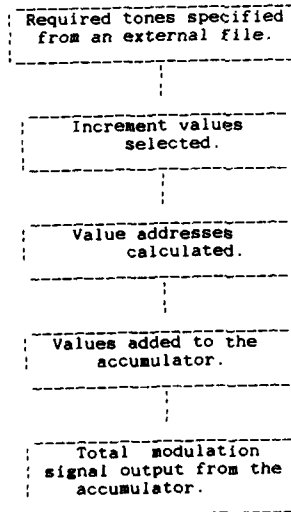 Required tones specified
from an external file.
Increment values
selected.
Value addresses
calculated.
Values added to the
accumulator.
Total modulation
signal output from the
accumulator.